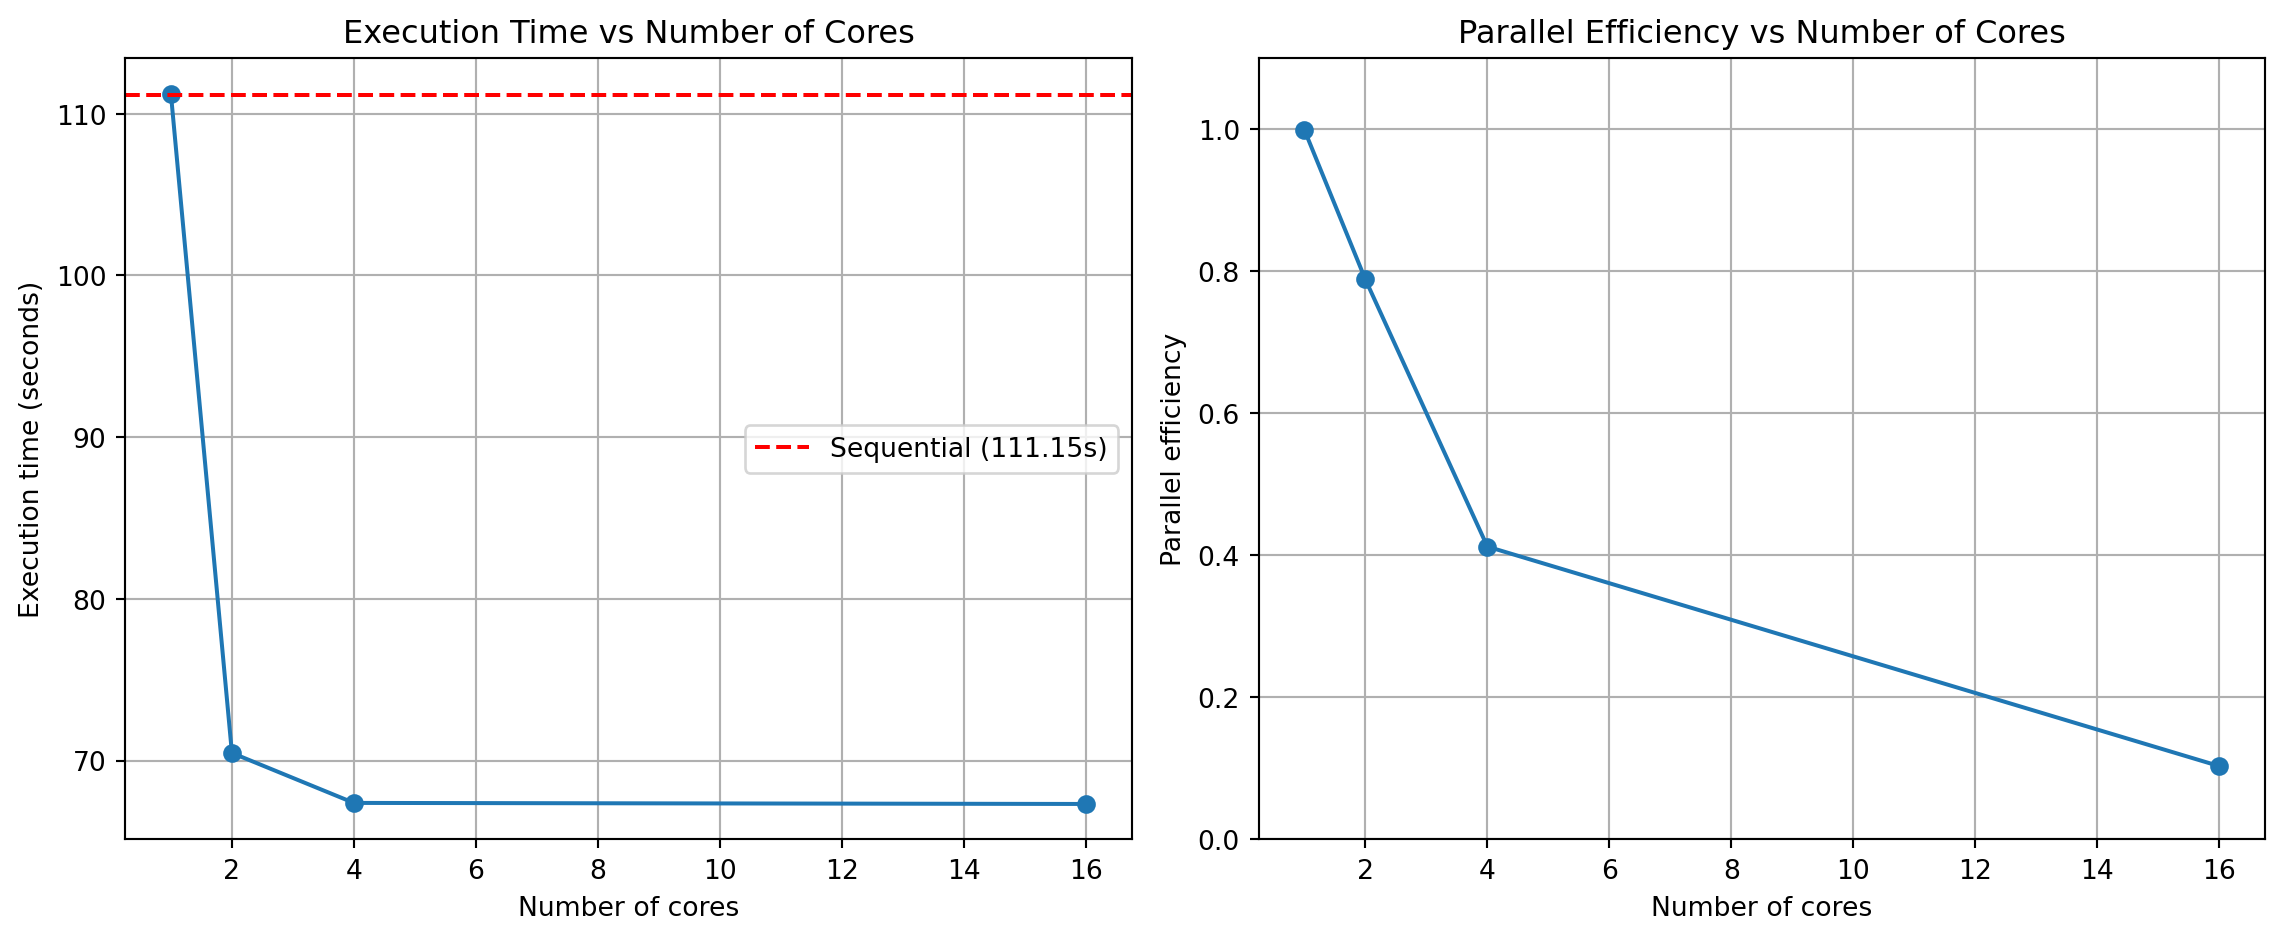 Execution Time vs Number of Cores
Execution time (seconds)
110
100
90
80
70
Sequential (111.15s)
2 4 6 8 10 12 14 16
Number of cores
Parallel Efficiency vs Number of Cores
Parallel efficiency
1.0
0.8
0.6
0.4
0.2
0.0
2 4 6 8 10 12 14 16
Number of cores